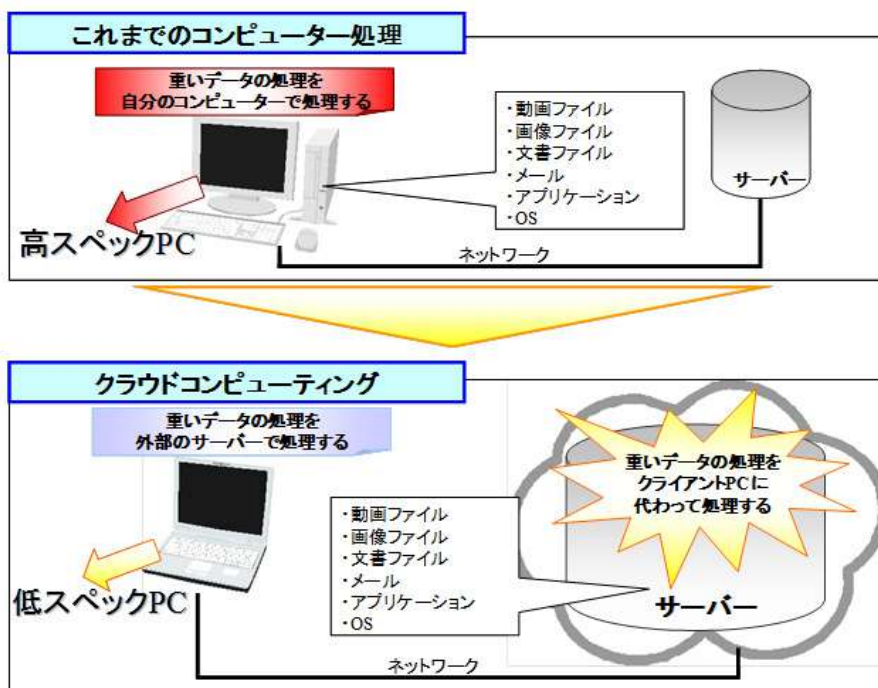 これまでのコンピューター処理
重いデータの処理を
自分のコンピューターで処理する
・動画ファイル
・画像ファイル
・文書ファイル
・メール
・アプリケーション
・OS
サーバー
高スペックPC
ネットワーク
クラウドコンピューティング
重いデータの処理を
外部のサーバーで処理する
重いデータの処理を
クライアントPCに
代わって処理する
・動画ファイル
・画像ファイル
・文書ファイル
・メール
・アプリケーション
・OS
サーバー
低スペックPC
ネットワーク